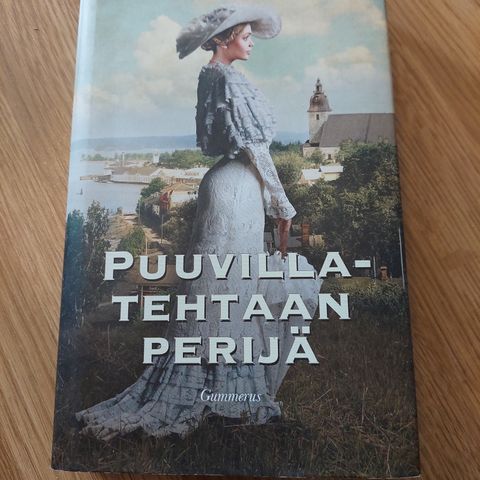 PUUVILLA-
TEHTAAN
PERIJÄ
Gummerus